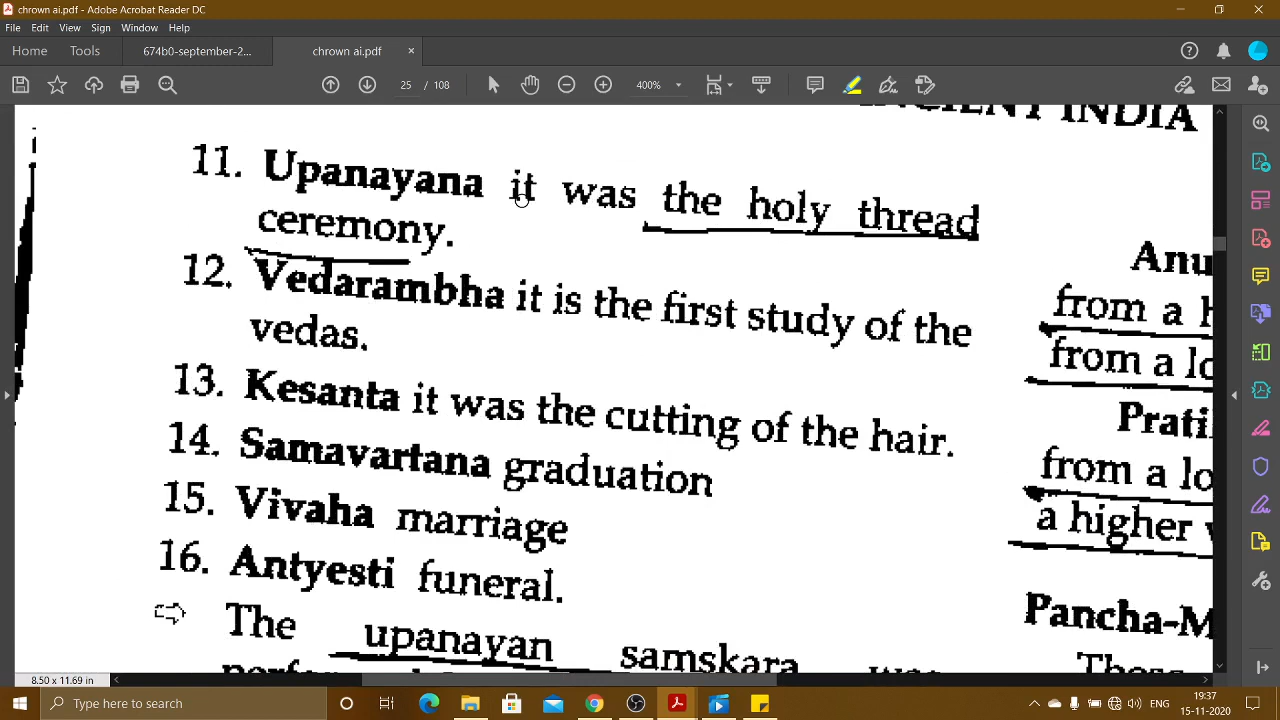 chrown ai.pdf - Adobe Acrobat Reader DC
File Edit View Sign Window Help
Home Tools 674b0-september-2... chrown ai.pdf ×
25 / 108 400%
ANCIENT INDIA
11. Upanayana it was the holy thread
ceremony.
12. Vedarambha it is the first study of the
vedas.
13. Kesanta it was the cutting of the hair.
14. Samavartana graduation
15. Vivaha marriage
16. Antyesti funeral.
⇨ The upanayan samskara was
Anu
from a h
from a lo
Prati
from a lo
a higher
Pancha-M
These
8.50 x 11.69 in
Type here to search
ENG 19:37
15-11-2020